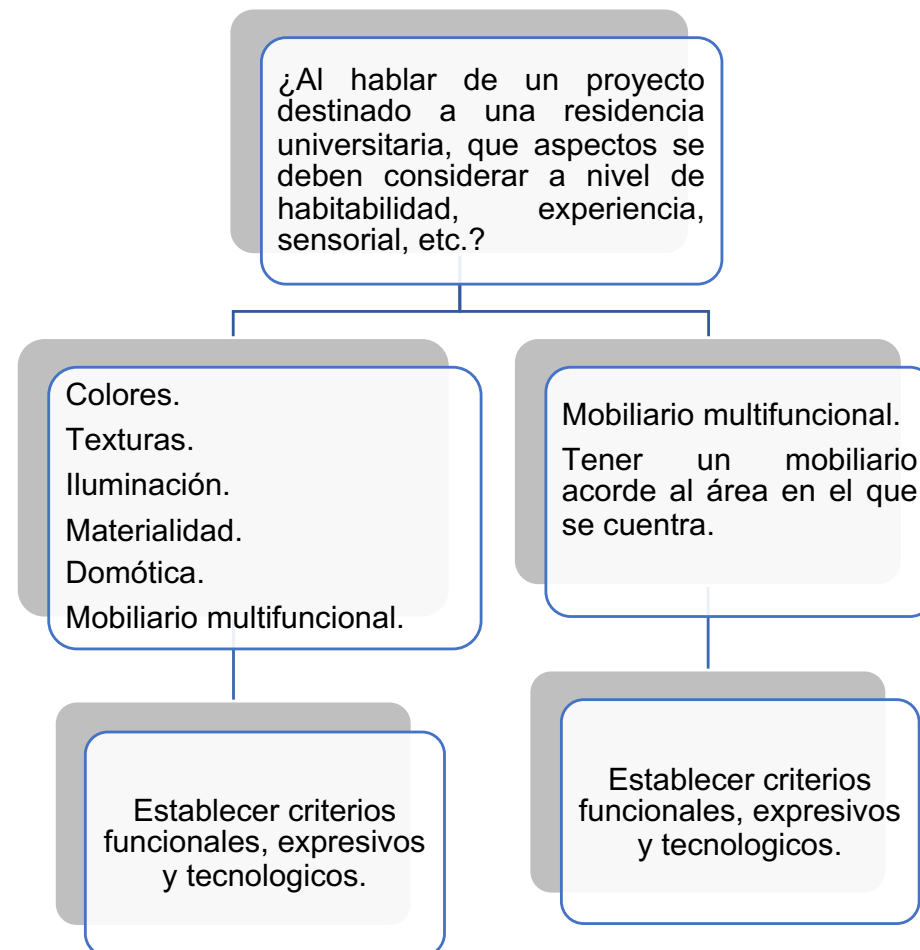 ¿Al hablar de un proyecto
destinado a una residencia
universitaria, que aspectos se
deben considerar a nivel de
habitabilidad, experiencia,
sensorial, etc.?
Colores.
Texturas.
Iluminación.
Materialidad.
Domótica.
Mobiliario multifuncional.
Mobiliario multifuncional.
Tener un mobiliario
acorde al área en el que
se cuentra.
Establecer criterios
funcionales, expresivos
y tecnologicos.
Establecer criterios
funcionales, expresivos
y tecnologicos.